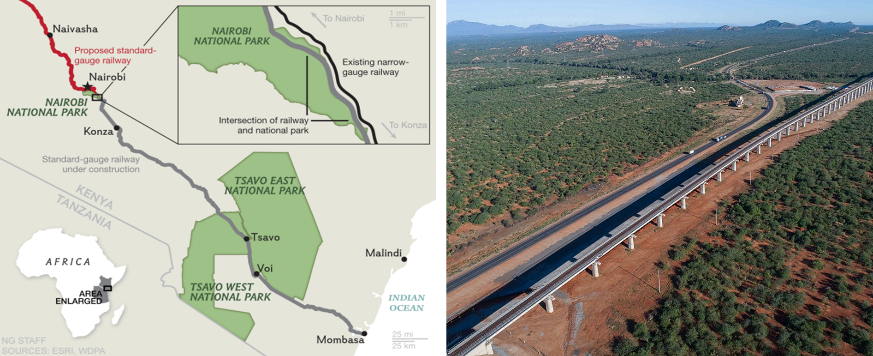 Naivasha
Proposed standard-
gauge railway
Nairobi
NAIROBI
NATIONAL PARK
Konza
Standard-gauge railway
under construction
KENYA
TANZANIA
NAIROBI
NATIONAL PARK
To Nairobi
1 mi
1 km
Existing narrow-
gauge railway
Intersection of railway
and national park
To Konza
TSAVO EAST
NATIONAL PARK
Tsavo
Voi
TSAVO WEST
NATIONAL PARK
Malindi
INDIAN
OCEAN
Mombasa
25 mi
25 km
AFRICA
AREA
ENLARGED
NG STAFF
SOURCES: ESRI, WDPA